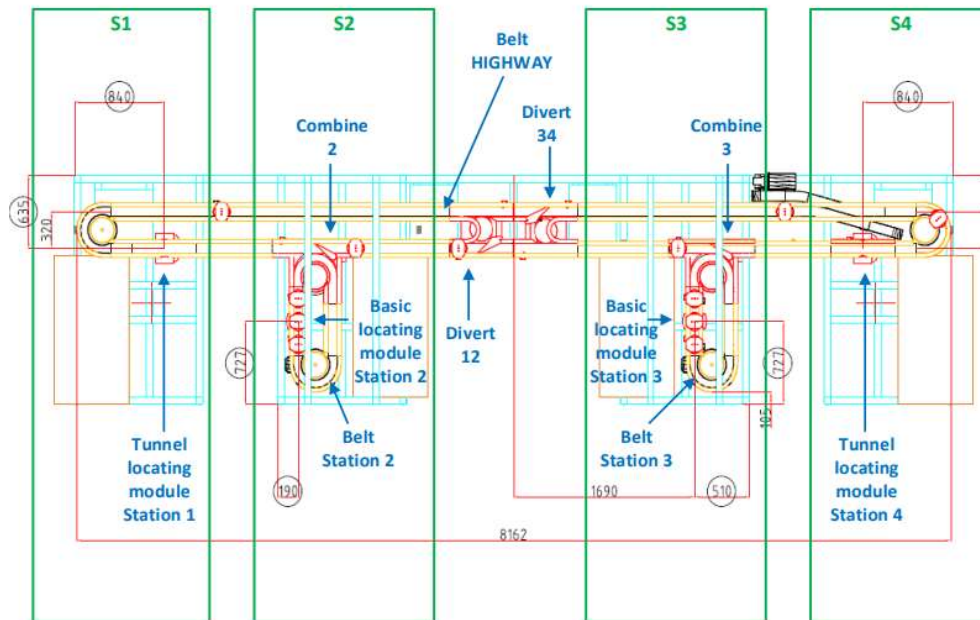 S1
S2
S3
S4
Belt
HIGHWAY
840
Combine
2
Divert
34
Combine
3
840
635
320
Basic
locating
module
Station 2
Divert
12
Basic
locating
module
Station 3
727
727
105
Tunnel
locating
module
Station 1
Belt
Station 2
Belt
Station 3
Tunnel
locating
module
Station 4
190
1690
510
8162